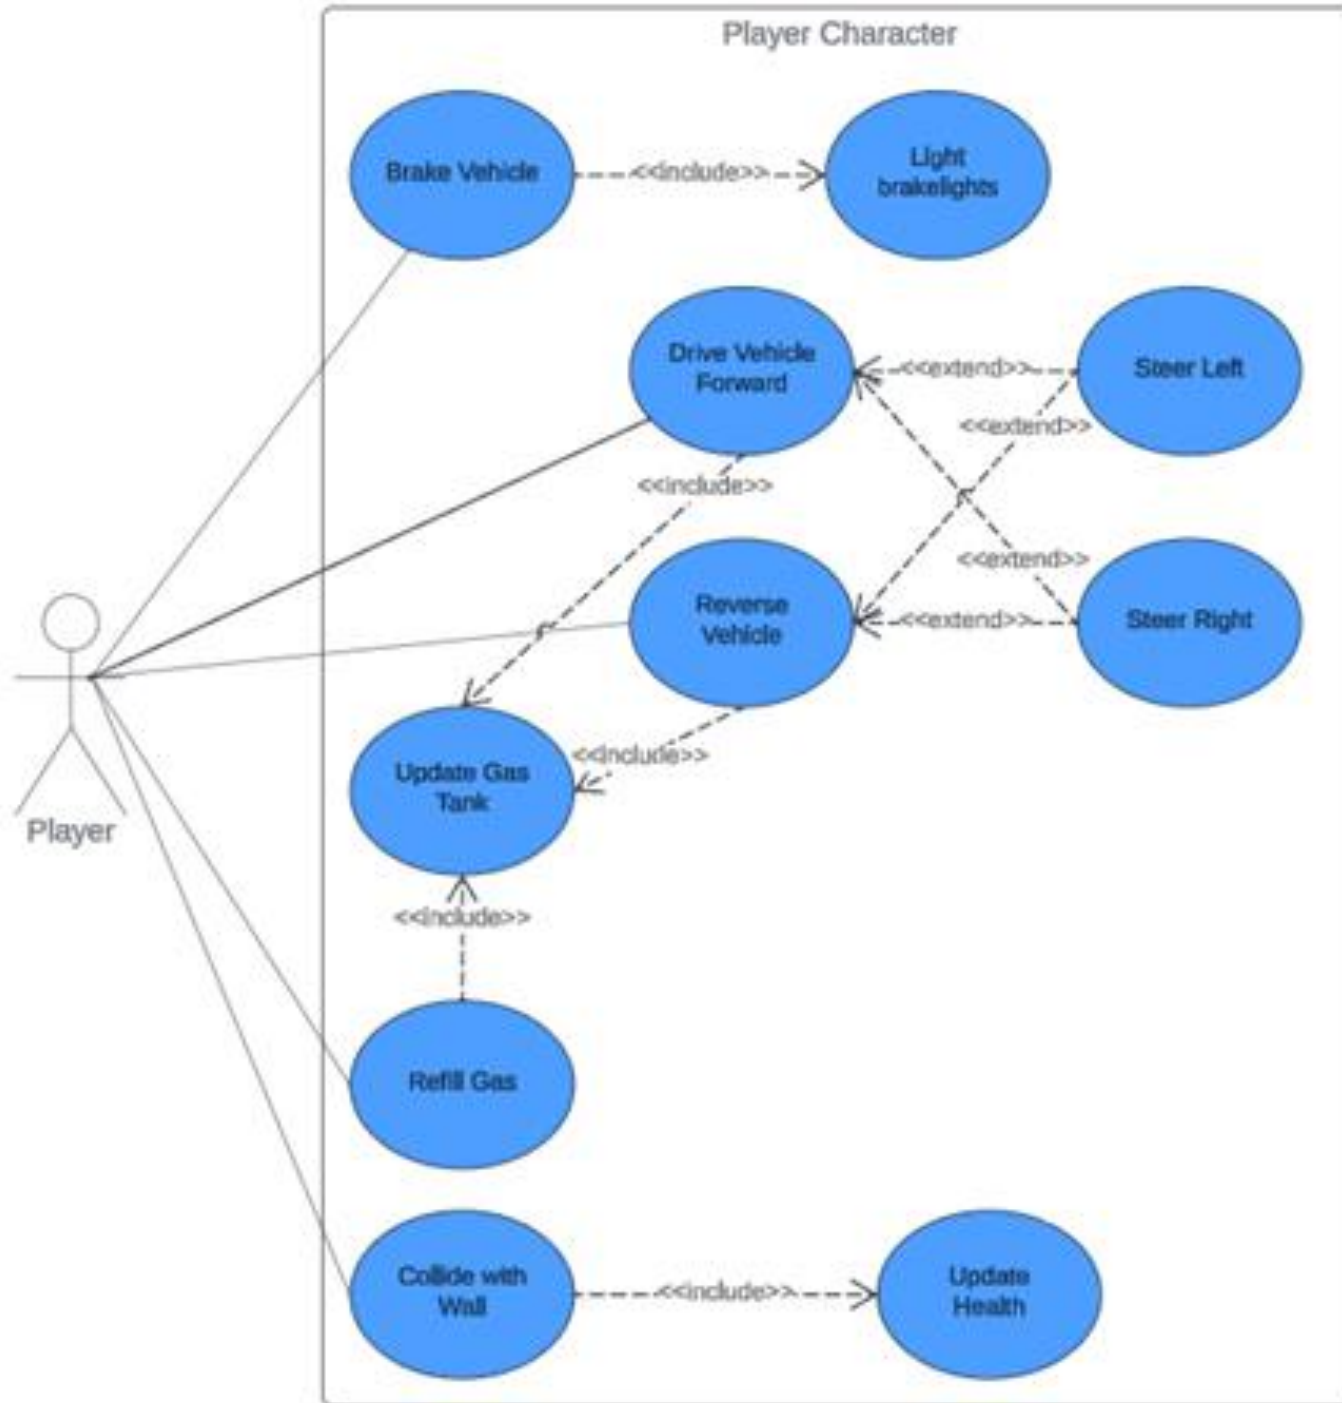 Player Character
Brake Vehicle
<<include>>
Light
brakelights
Drive Vehicle
Forward
<<extend>>
Steer Left
<<extend>>
<<include>>
<<extend>>
Reverse
Vehicle
<<extend>>
Steer Right
<<include>>
Update Gas
Tank
Player
<<include>>
Refill Gas
Collide with
Wall
<<include>>
Update
Health